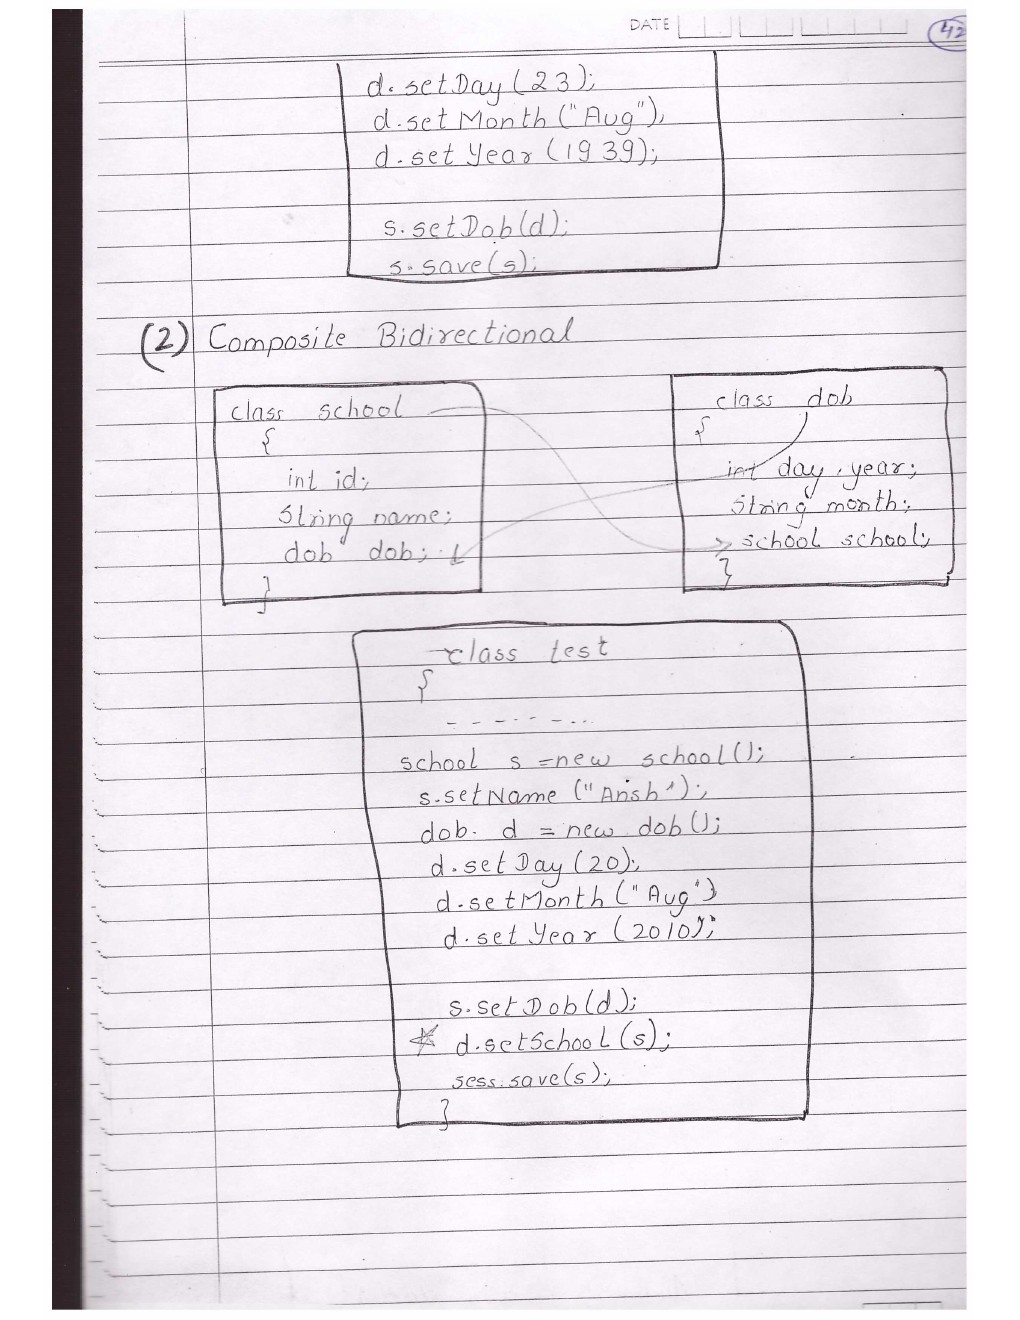 DATE
42
d.setDay(23);
d.setMonth("Aug"),
d.setYear(1939);
s.setDob(d);
s.save(s);
(2) Composite Bidirectional
class school
{
int id;
String name;
dob dob;
}
class dob
{
int day, year;
String month;
school school;
}
class test
{
- - - - - - - -
school s = new school();
s.setName("Anish");
dob. d = new dob();
d.setDay(20);
d.setMonth("Aug")
d.setYear(2010);
s.setDob(d);
d.setSchool(s);
sess.save(s);
}